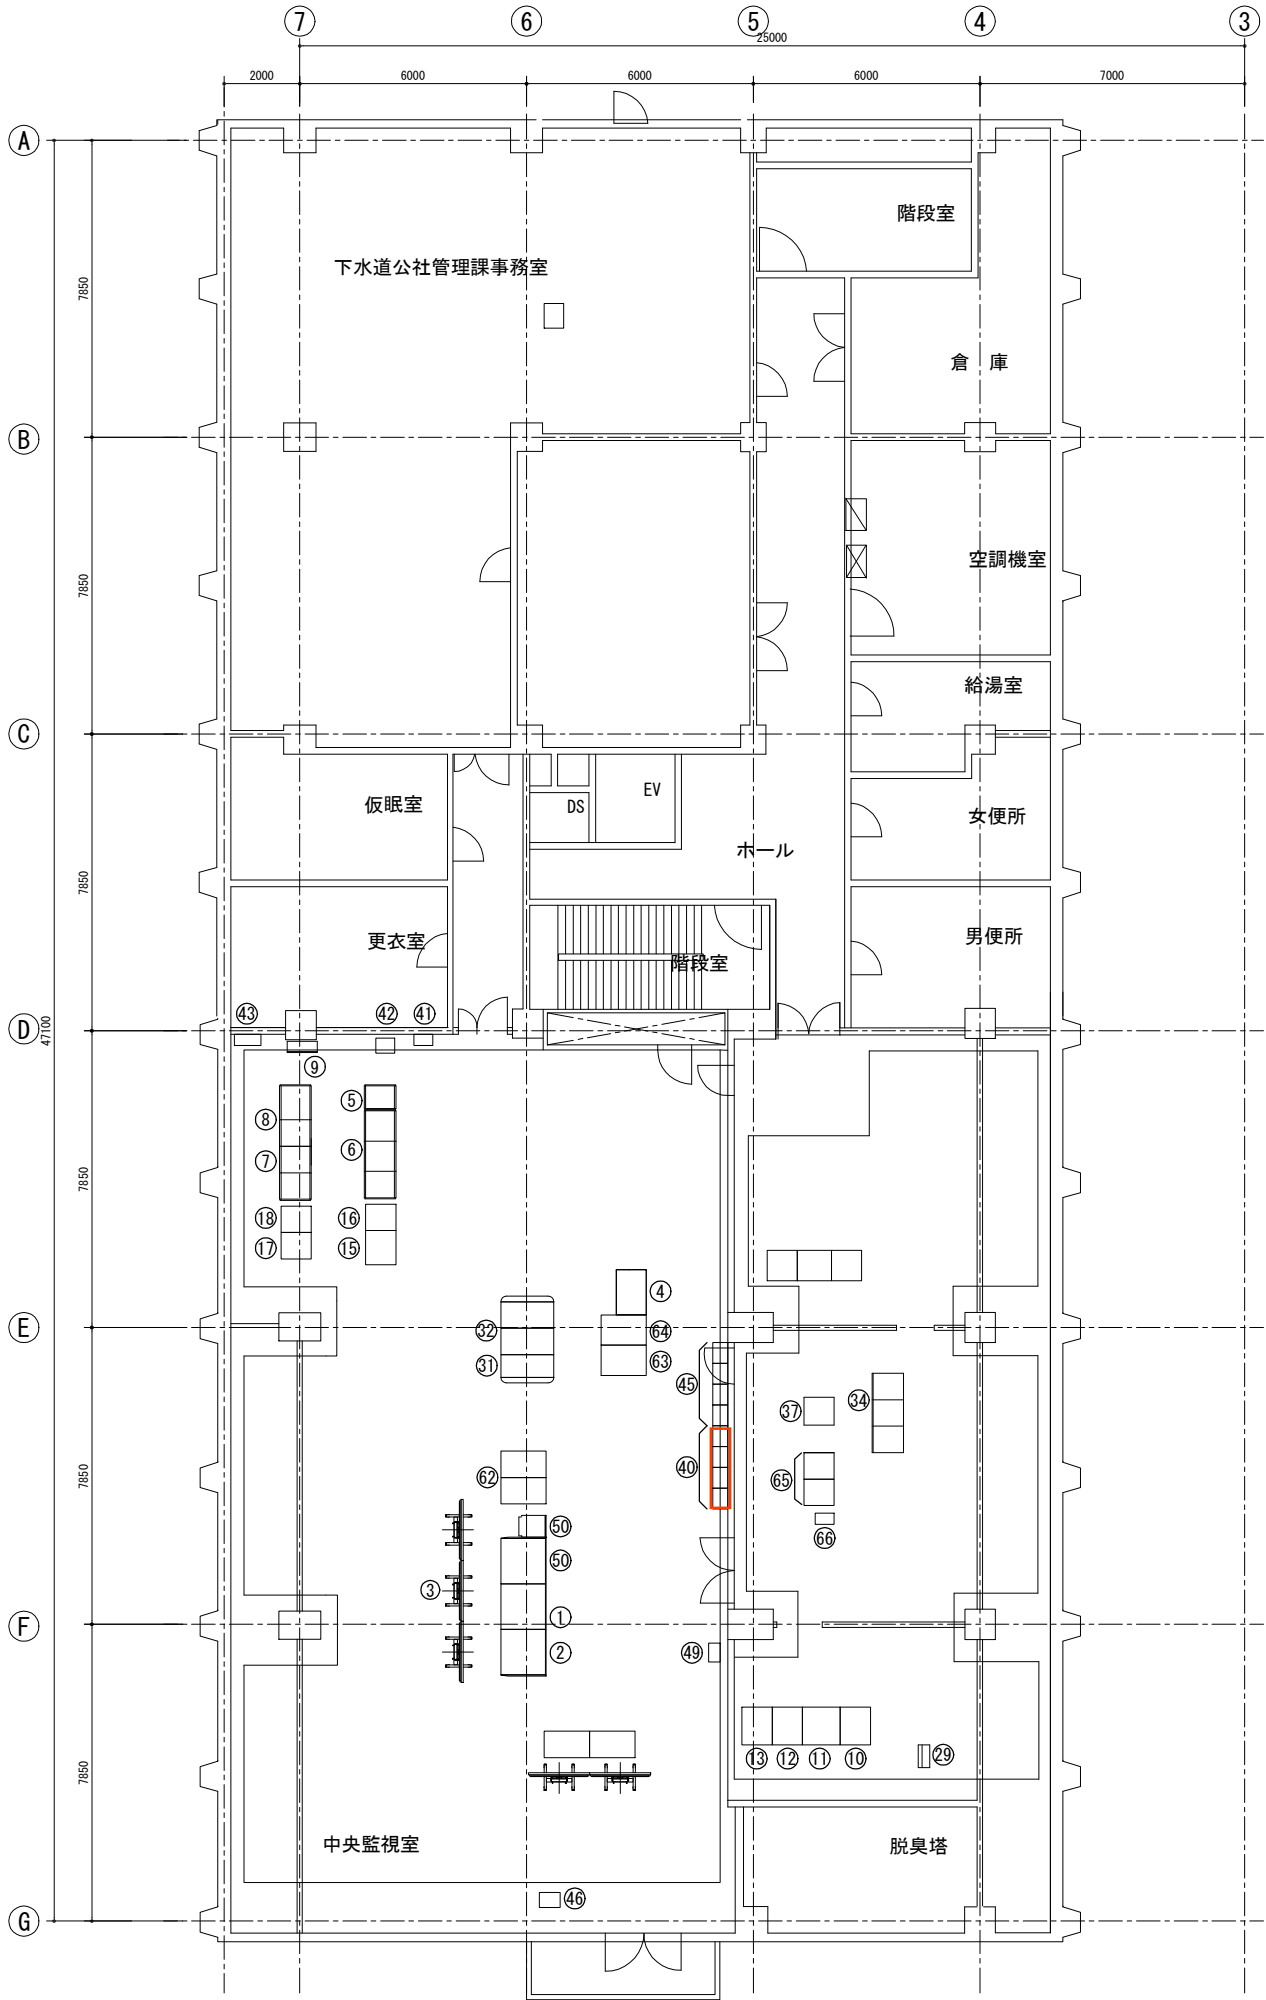 ⑦ ⑥ ⑤ ④ ③
25000
2000 6000 6000 6000 7000
Ⓐ
階段室
下水道公社管理課事務室
7850
倉 庫
Ⓑ
空調機室
7850
給湯室
Ⓒ
仮眠室 DS EV
女便所
ホール
7850
更衣室
階段室
男便所
㊸ ㊷ ㊶
Ⓓ
47100
⑨
⑧ ⑤
⑦ ⑥
7850
⑱ ⑯
⑰ ⑮
④
Ⓔ
㉜ 64
㉛ 63
㊺ ㉞
㊲
㊵
7850
62 65
㊿ 66
㊿
③
Ⓕ
①
② ㊾
⑬ ⑫ ⑪ ⑩ ㉙
7850
中央監視室 脱臭塔
㊻
Ⓖ